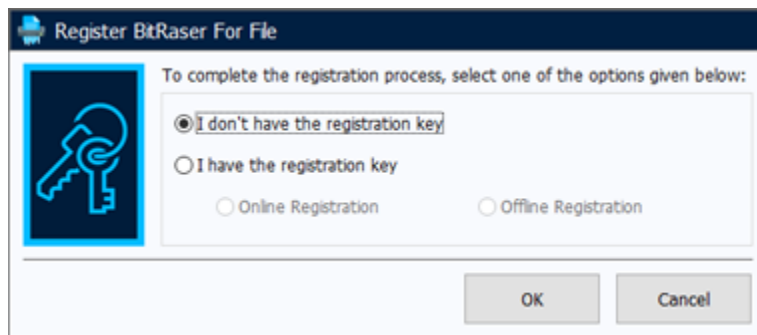 Register BitRaser For File
To complete the registration process, select one of the options given below:
I don't have the registration key
I have the registration key
Online Registration Offline Registration
OK Cancel